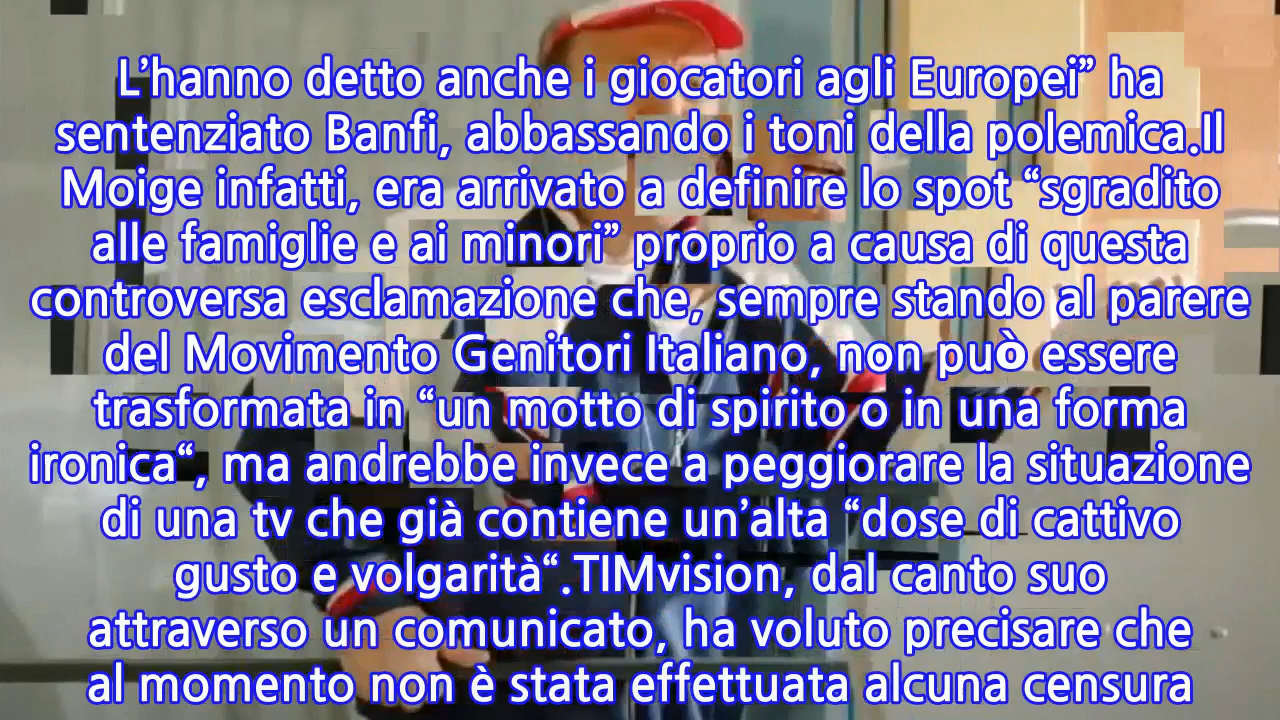 L’hanno detto anche i giocatori agli Europei” ha
sentenziato Banfi, abbassando i toni della polemica.Il
Moige infatti, era arrivato a definire lo spot “sgradito
alle famiglie e ai minori” proprio a causa di questa
controversa esclamazione che, sempre stando al parere
del Movimento Genitori Italiano, non può essere
trasformata in “un motto di spirito o in una forma
ironica“, ma andrebbe invece a peggiorare la situazione
di una tv che già contiene un’alta “dose di cattivo
gusto e volgarità“.TIMvision, dal canto suo
attraverso un comunicato, ha voluto precisare che
al momento non è stata effettuata alcuna censura